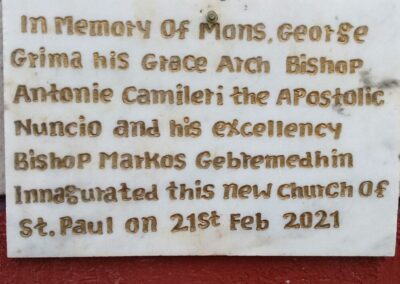 In Memory Of Mons. George
Grima his Grace Arch Bishop
Antonie Camileri the Apostolic
Nuncio and his excellency
Bishop Markos Gebremedhin
Innagurated this new Church Of
St. Paul on 21st Feb 2021